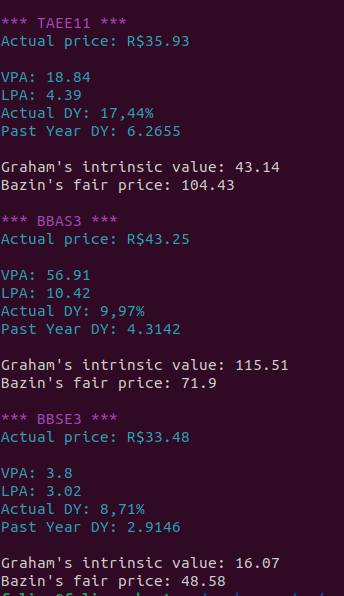 *** TAEE11 ***
Actual price: R$35.93
VPA: 18.84
LPA: 4.39
Actual DY: 17,44%
Past Year DY: 6.2655
Graham's intrinsic value: 43.14
Bazin's fair price: 104.43
*** BBAS3 ***
Actual price: R$43.25
VPA: 56.91
LPA: 10.42
Actual DY: 9,97%
Past Year DY: 4.3142
Graham's intrinsic value: 115.51
Bazin's fair price: 71.9
*** BBSE3 ***
Actual price: R$33.48
VPA: 3.8
LPA: 3.02
Actual DY: 8,71%
Past Year DY: 2.9146
Graham's intrinsic value: 16.07
Bazin's fair price: 48.58